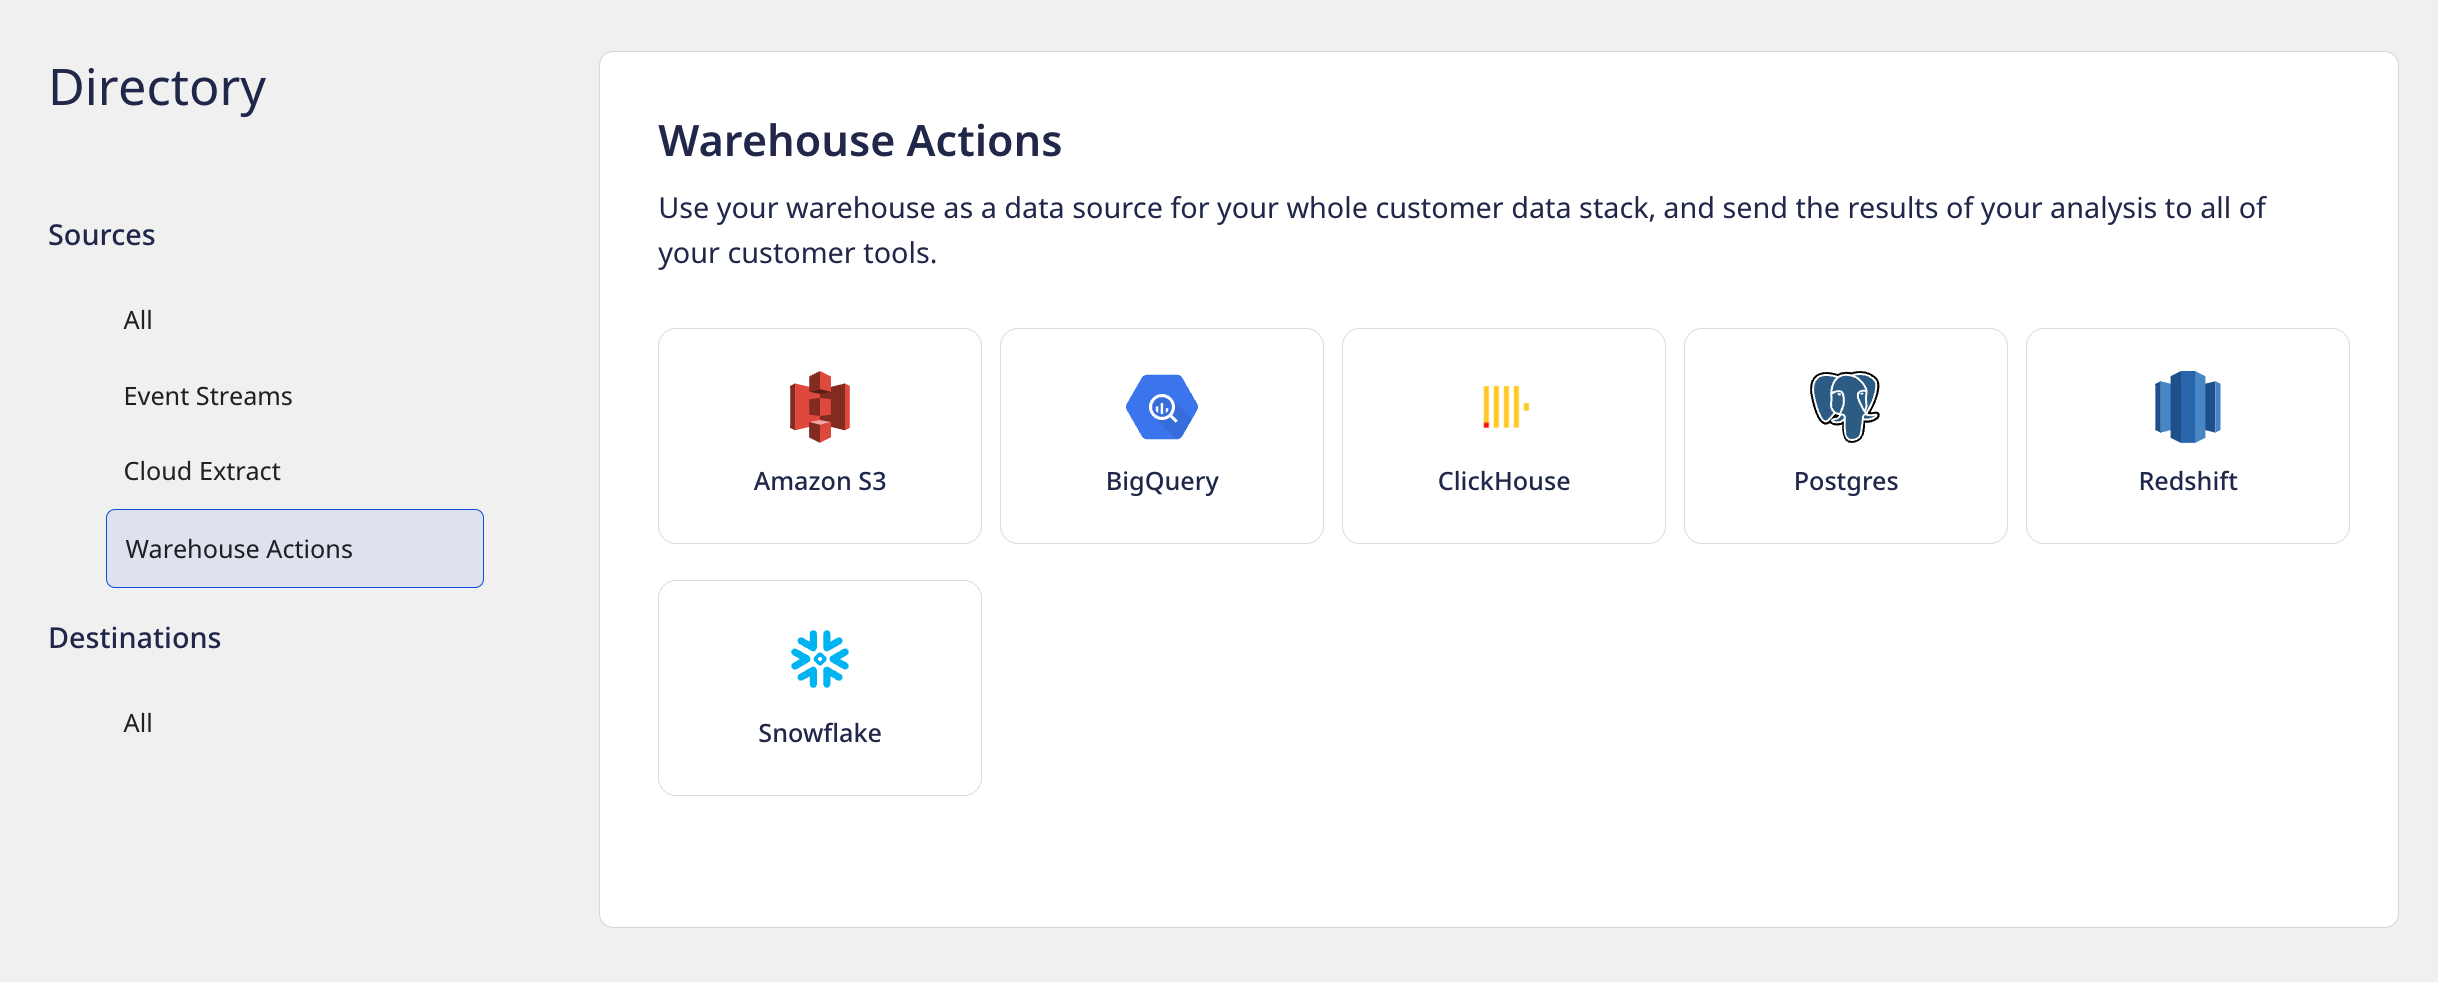 Directory
Sources
All
Event Streams
Cloud Extract
Warehouse Actions
Destinations
All
Warehouse Actions
Use your warehouse as a data source for your whole customer data stack, and send the results of your analysis to all of
your customer tools.
Amazon S3
BigQuery
ClickHouse
Postgres
Redshift
Snowflake